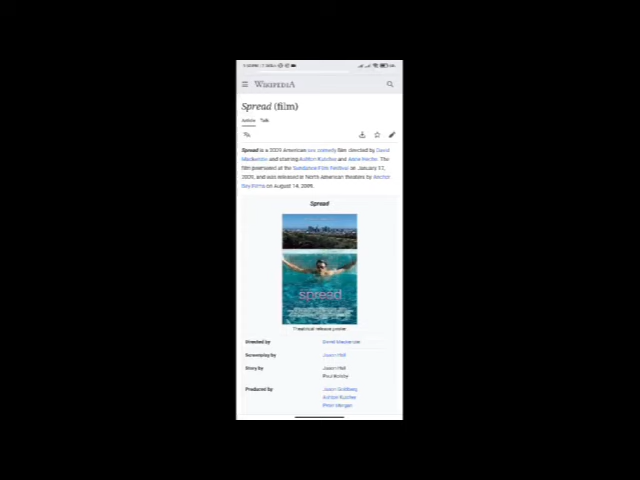 WIKIPEDIA
Spread (film)
Article Talk
Spread is a 2009 American sex comedy film directed by David
Mackenzie and starring Ashton Kutcher and Anne Heche. The
film premiered at the Sundance Film Festival on January 17,
2009, and was released in North American theaters by Anchor
Bay Films on August 14, 2009.
Spread
spread
Theatrical release poster
Directed by David Mackenzie
Screenplay by Jason Hall
Story by Jason Hall
Paul Kolsby
Produced by Jason Goldberg
Ashton Kutcher
Peter Morgan